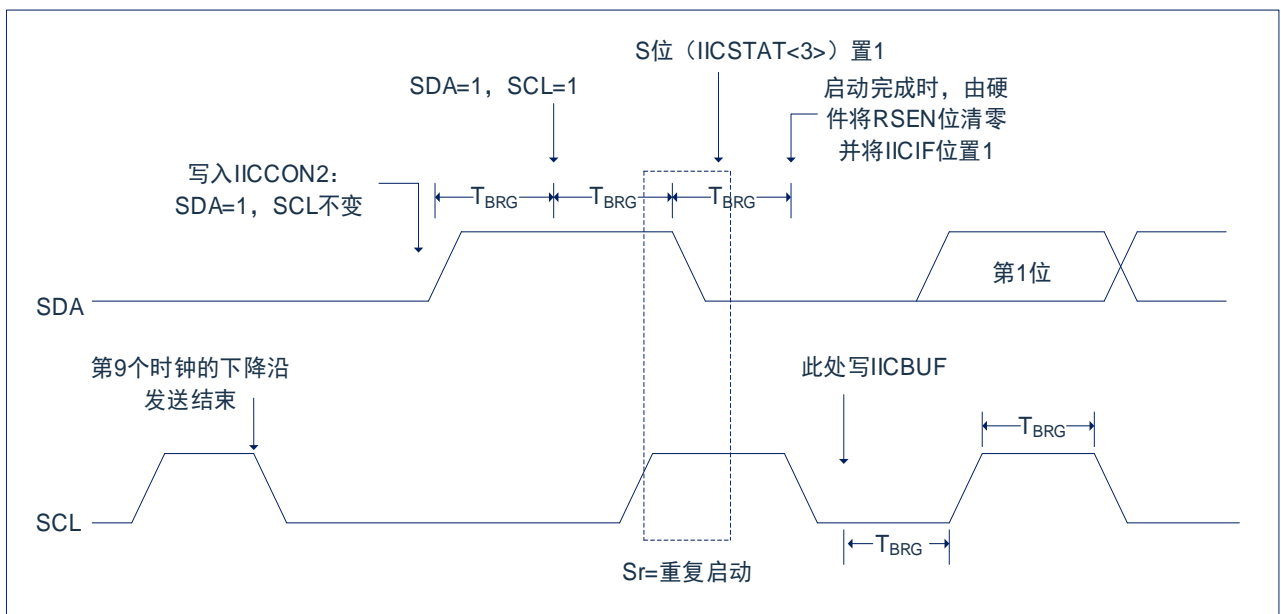 S位（IICSTAT<3>）置1
SDA=1，SCL=1
启动完成时，由硬
件将RSEN位清零
并将IICIF位置1
写入IICCON2：
SDA=1，SCL不变
TBRG
TBRG
TBRG
第1位
SDA
第9个时钟的下降沿
发送结束
此处写IICBUF
TBRG
SCL
TBRG
Sr=重复启动